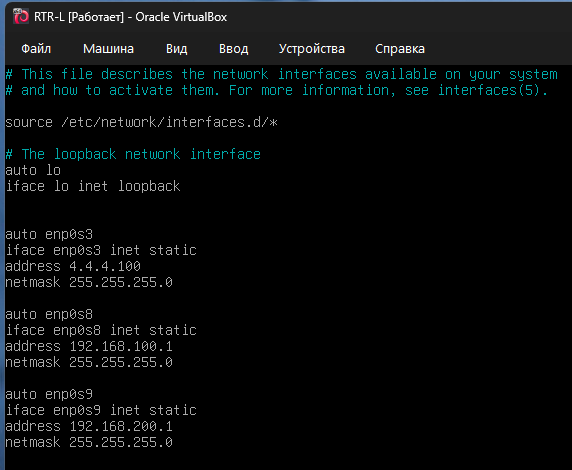 RTR-L [Работает] - Oracle VirtualBox
Файл Машина Вид Ввод Устройства Справка
# This file describes the network interfaces available on your system
# and how to activate them. For more information, see interfaces(5).
source /etc/network/interfaces.d/*
# The loopback network interface
auto lo
iface lo inet loopback
auto enp0s3
iface enp0s3 inet static
address 4.4.4.100
netmask 255.255.255.0
auto enp0s8
iface enp0s8 inet static
address 192.168.100.1
netmask 255.255.255.0
auto enp0s9
iface enp0s9 inet static
address 192.168.200.1
netmask 255.255.255.0